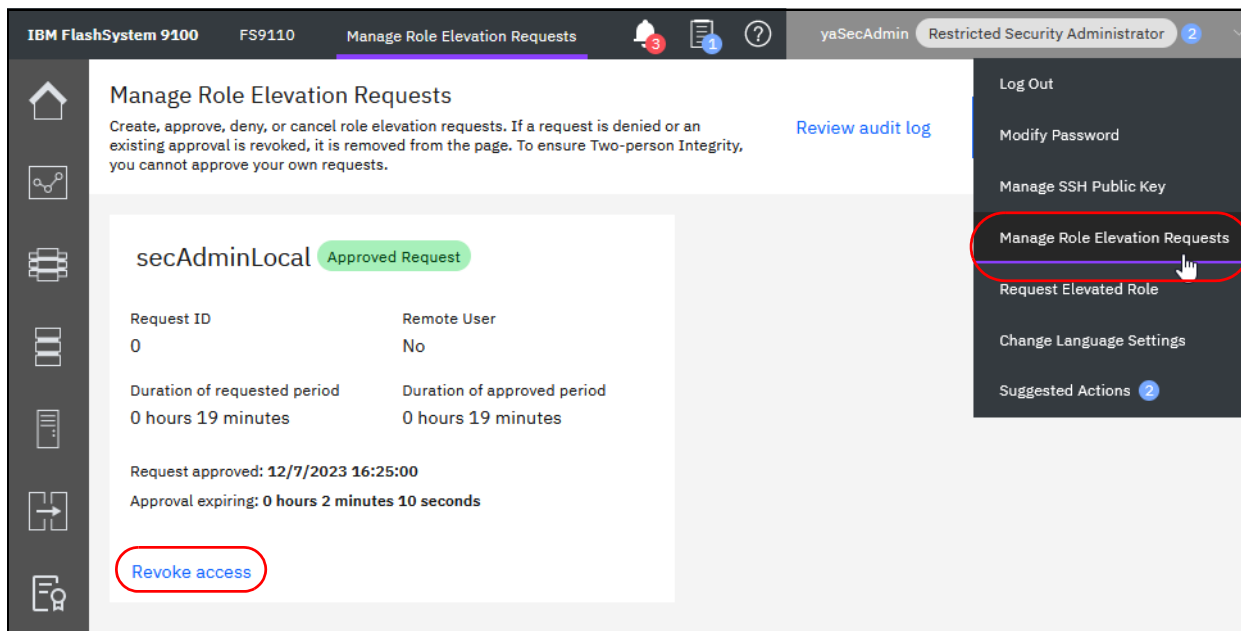 IBM FlashSystem 9100 FS9110 Manage Role Elevation Requests 3 1 ? yaSecAdmin Restricted Security Administrator 2
Manage Role Elevation Requests
Create, approve, deny, or cancel role elevation requests. If a request is denied or an
existing approval is revoked, it is removed from the page. To ensure Two-person Integrity,
you cannot approve your own requests.
Review audit log
Log Out
Modify Password
Manage SSH Public Key
Manage Role Elevation Requests
Request Elevated Role
Change Language Settings
Suggested Actions 2
secAdminLocal Approved Request
Request ID Remote User
0 No
Duration of requested period Duration of approved period
0 hours 19 minutes 0 hours 19 minutes
Request approved: 12/7/2023 16:25:00
Approval expiring: 0 hours 2 minutes 10 seconds
Revoke access